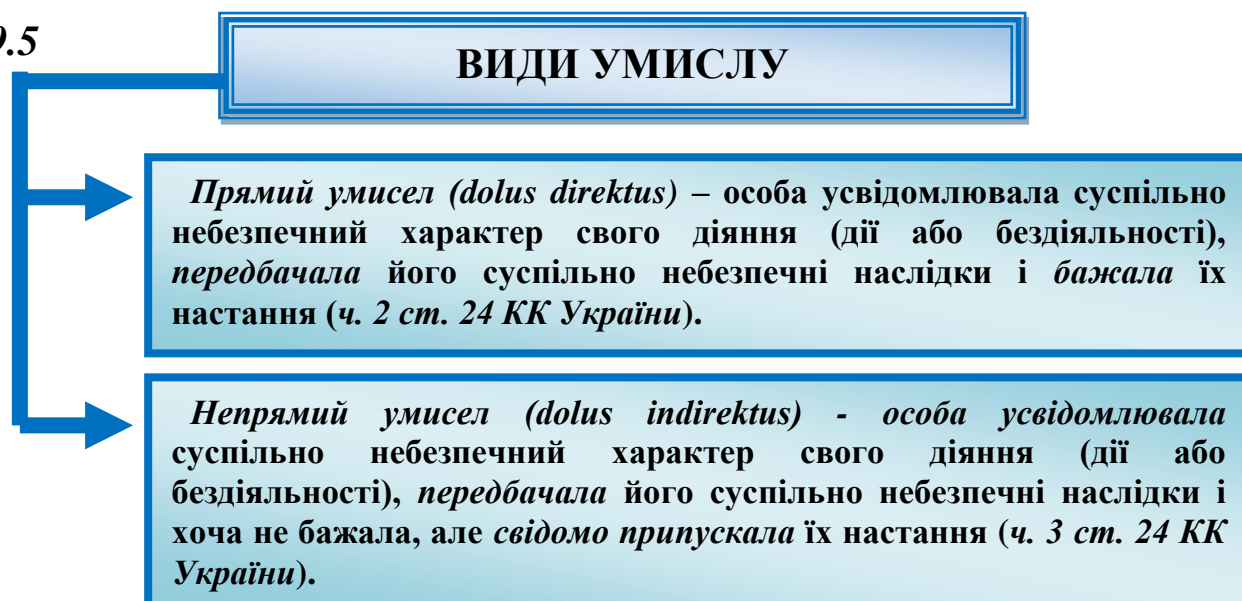 9.5
ВИДИ УМИСЛУ
Прямий умисел (dolus direktus) – особа усвідомлювала суспільно
небезпечний характер свого діяння (дії або бездіяльності),
передбачала його суспільно небезпечні наслідки і бажала їх
настання (ч. 2 ст. 24 КК України).
Непрямий умисел (dolus indirektus) - особа усвідомлювала
суспільно небезпечний характер свого діяння (дії або
бездіяльності), передбачала його суспільно небезпечні наслідки і
хоча не бажала, але свідомо припускала їх настання (ч. 3 ст. 24 КК
України).